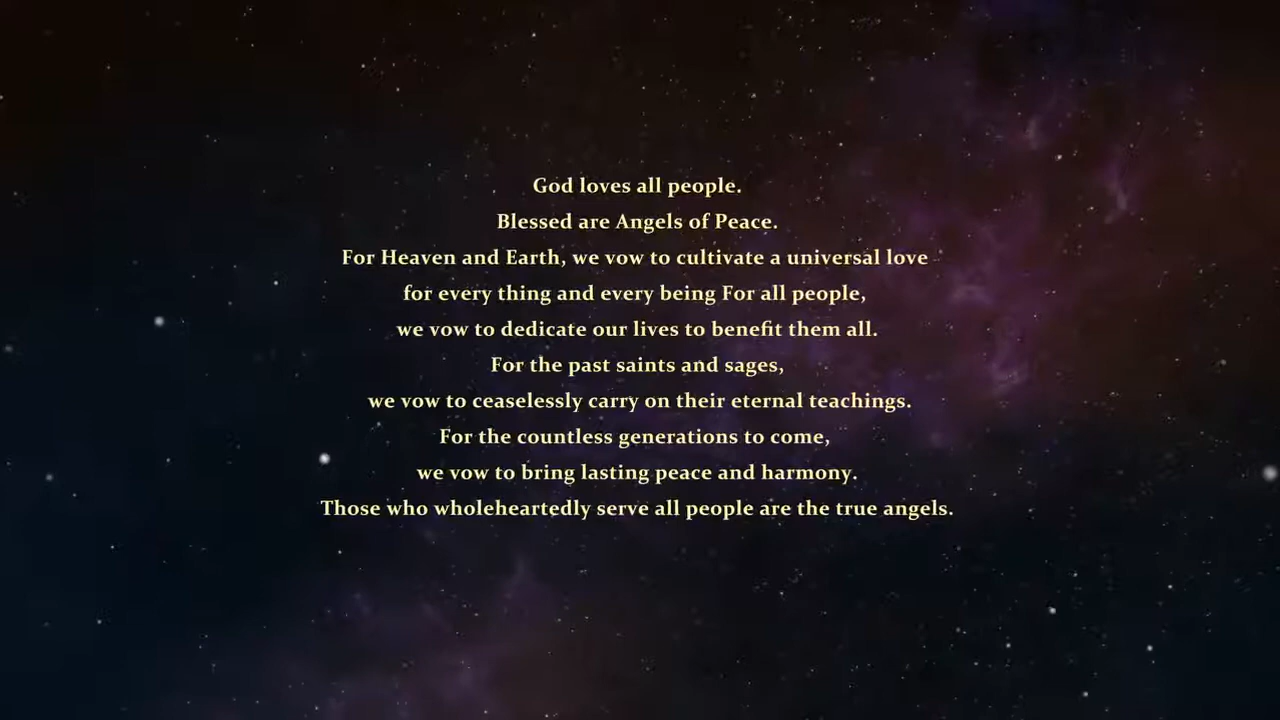 God loves all people.
Blessed are Angels of Peace.
For Heaven and Earth, we vow to cultivate a universal love
for every thing and every being For all people,
we vow to dedicate our lives to benefit them all.
For the past saints and sages,
we vow to ceaselessly carry on their eternal teachings.
For the countless generations to come,
we vow to bring lasting peace and harmony.
Those who wholeheartedly serve all people are the true angels.